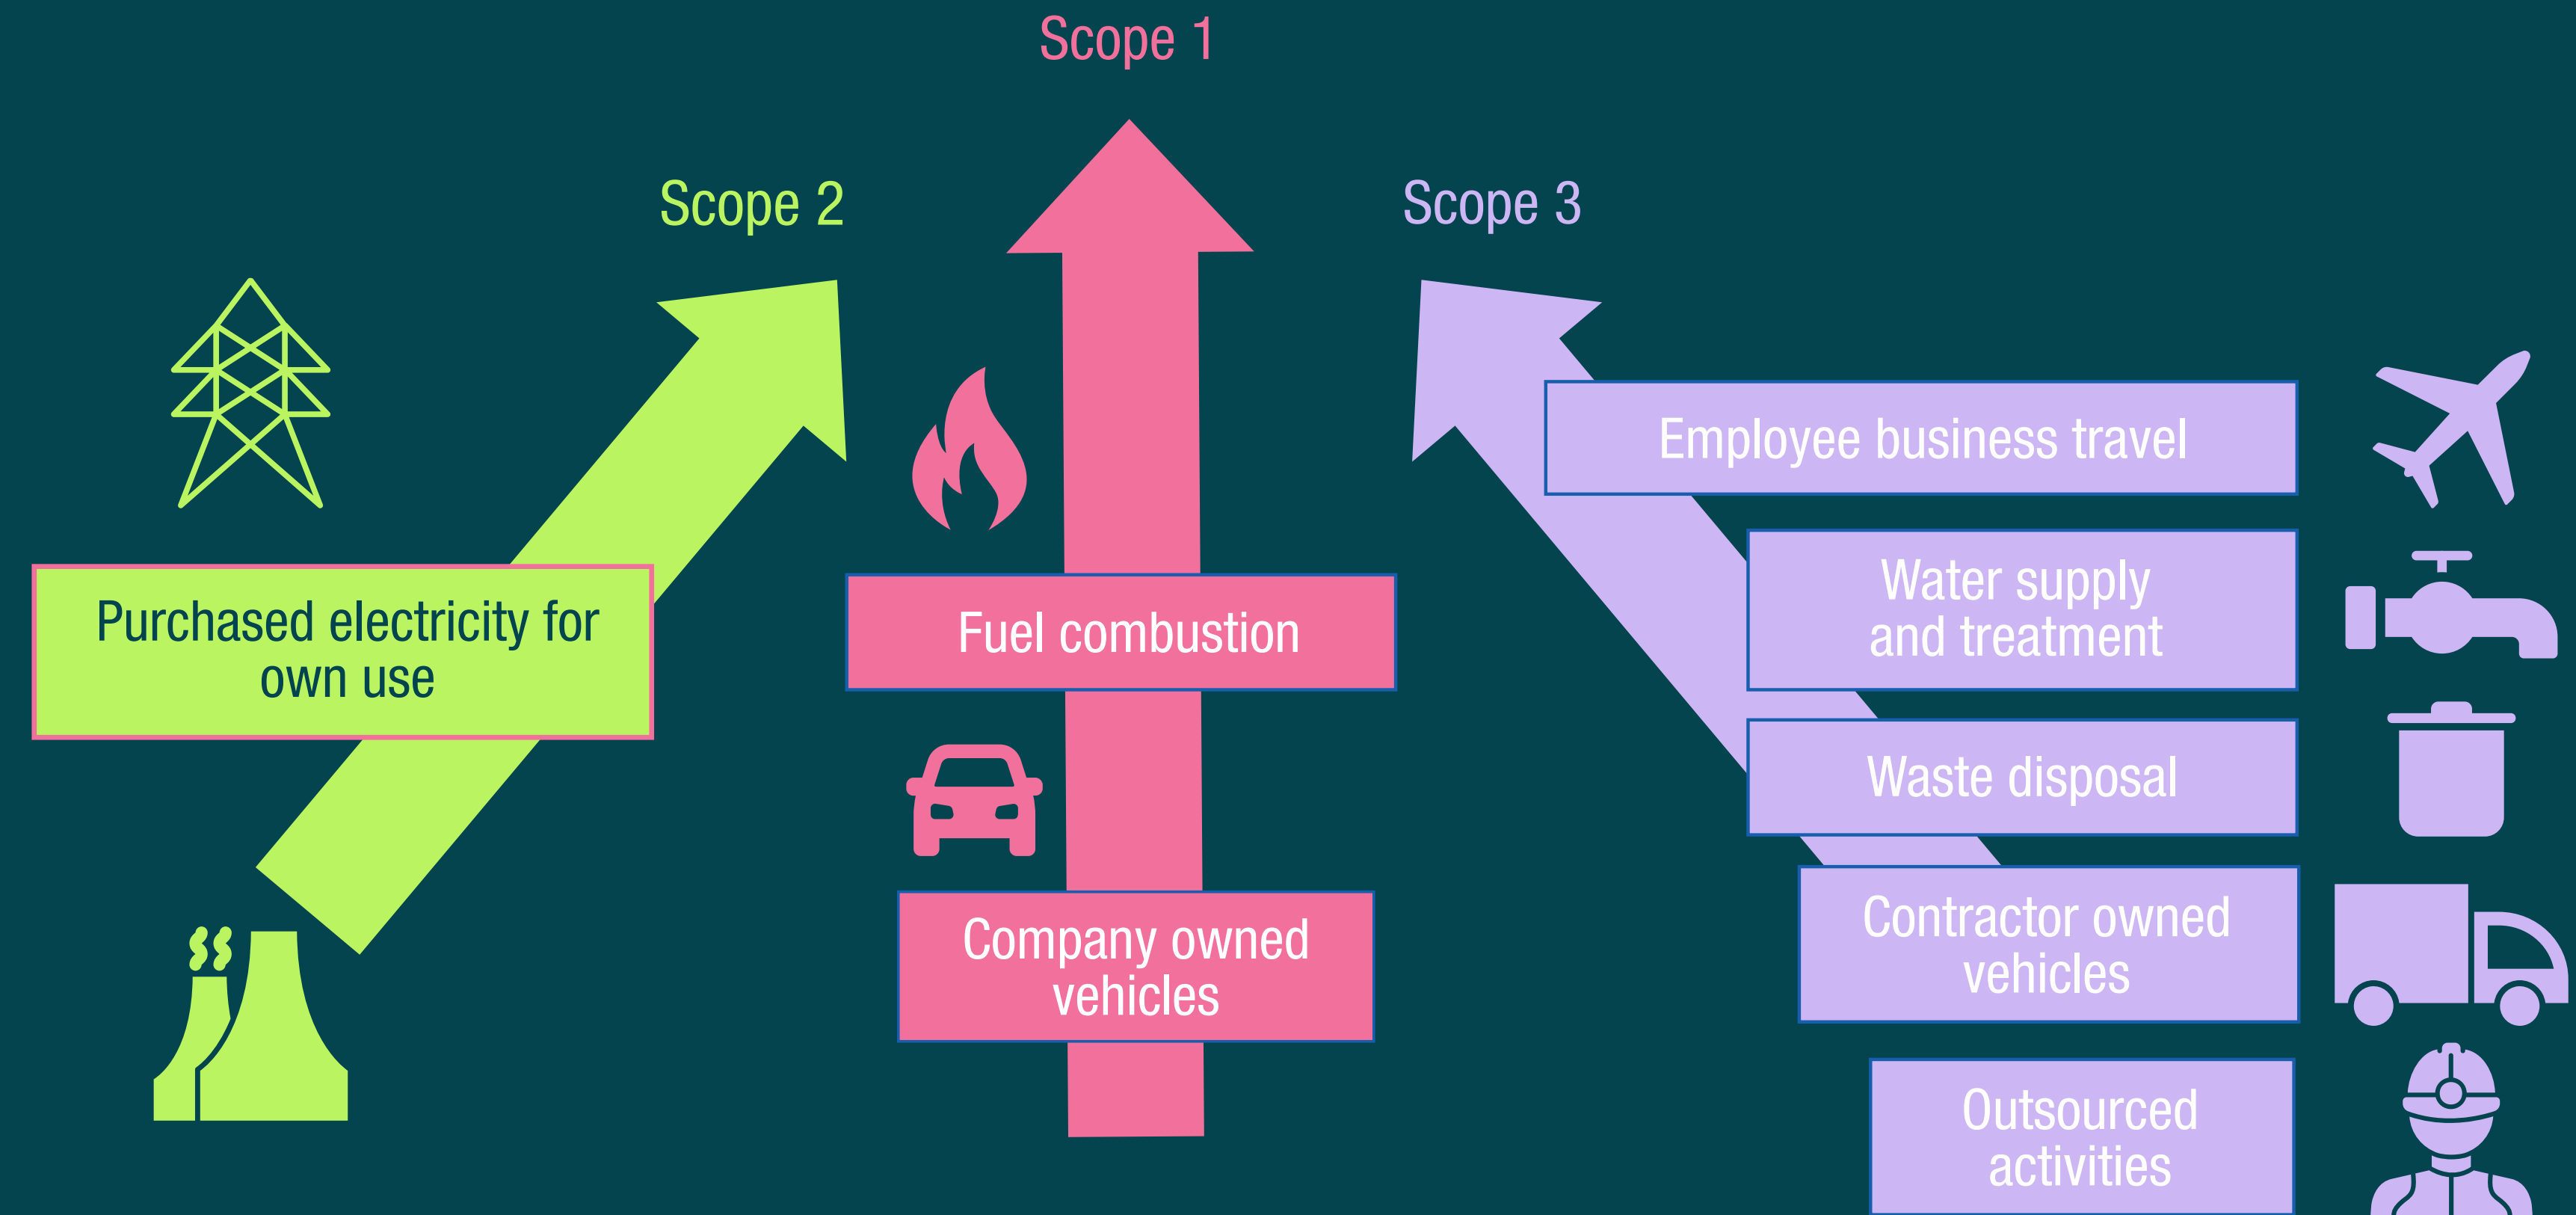 Scope 1
Scope 2
Scope 3
Purchased electricity for
own use
Fuel combustion
Company owned
vehicles
Employee business travel
Water supply
and treatment
Waste disposal
Contractor owned
vehicles
Outsourced
activities